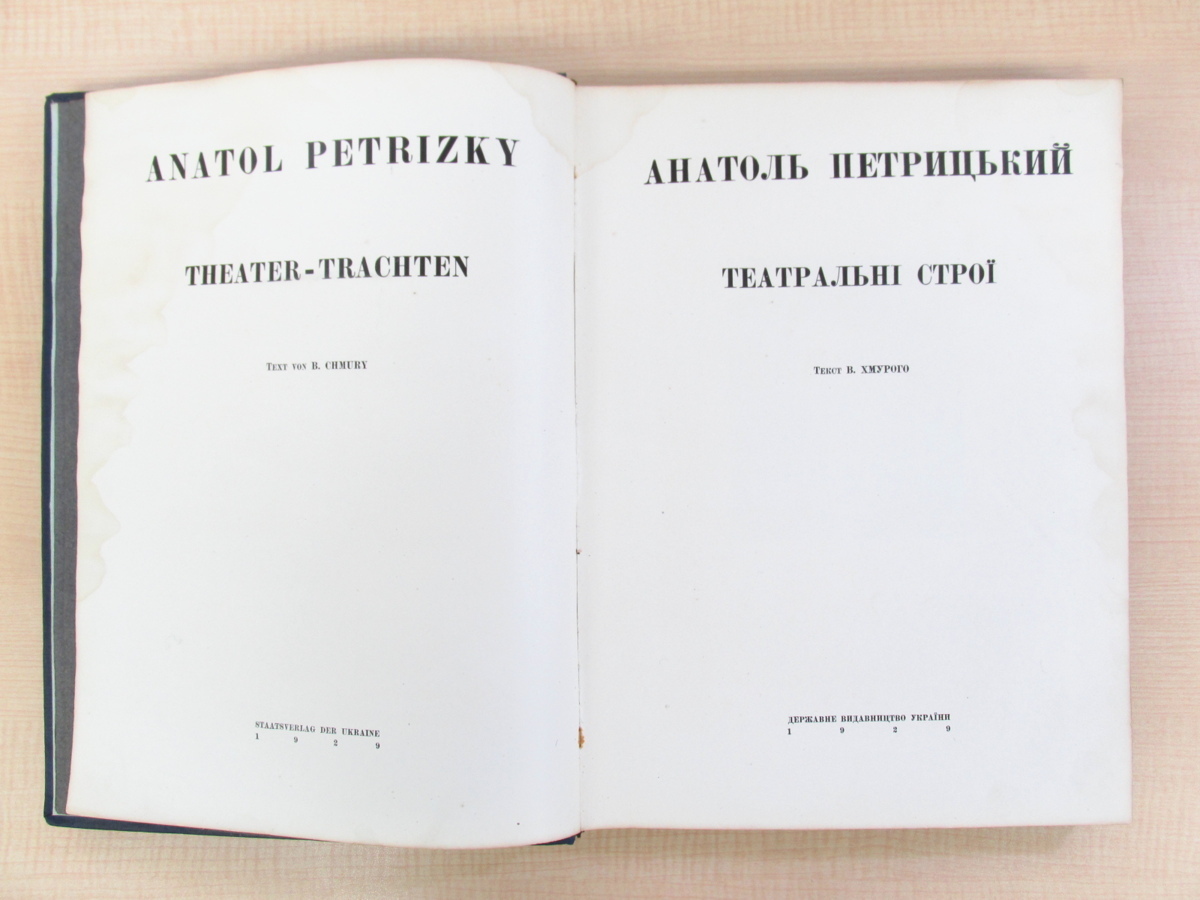 ANATOL PETRIZKY
THEATER-TRACHTEN
TEXT VON B. CHMURY
STAATSVERLAG DER UKRAINE
1 9 2 9
АНАТОЛЬ ПЕТРИЦЬКИЙ
ТЕАТРАЛЬНІ СТРОЇ
ТЕКСТ В. ХМУРОГО
ДЕРЖАВНЕ ВИДАВНИЦТВО УКРАЇНИ
1 9 2 9